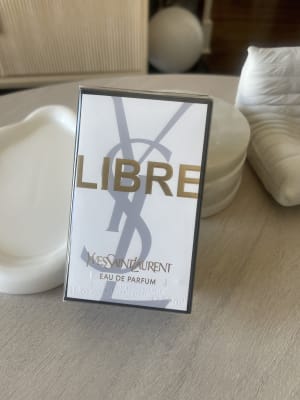 LIBRE
YVESSAINTLAURENT
EAU DE PARFUM